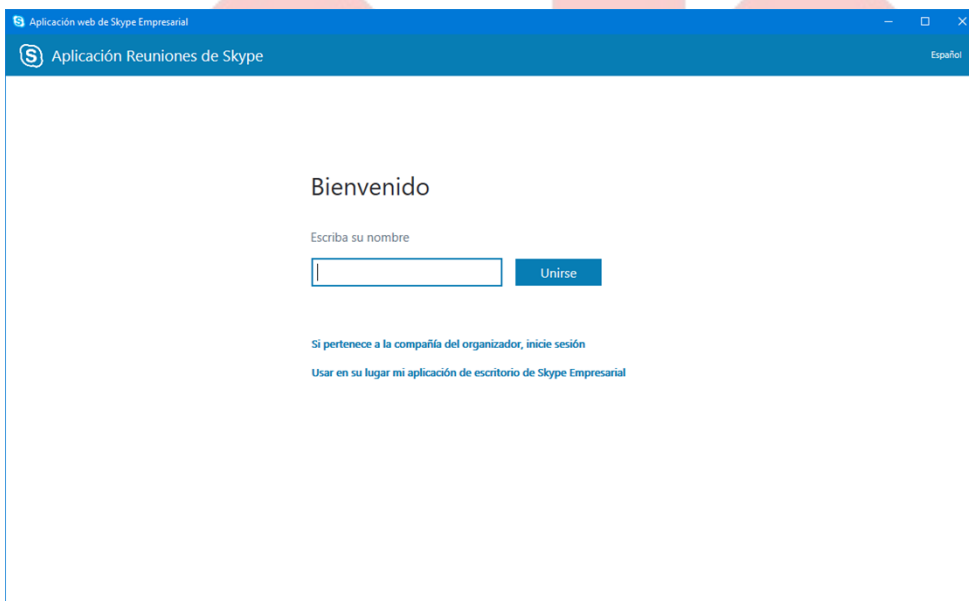 Aplicación web de Skype Empresarial
Aplicación Reuniones de Skype
Español
Bienvenido
Escriba su nombre
Unirse
Si pertenece a la compañía del organizador, inicie sesión
Usar en su lugar mi aplicación de escritorio de Skype Empresarial